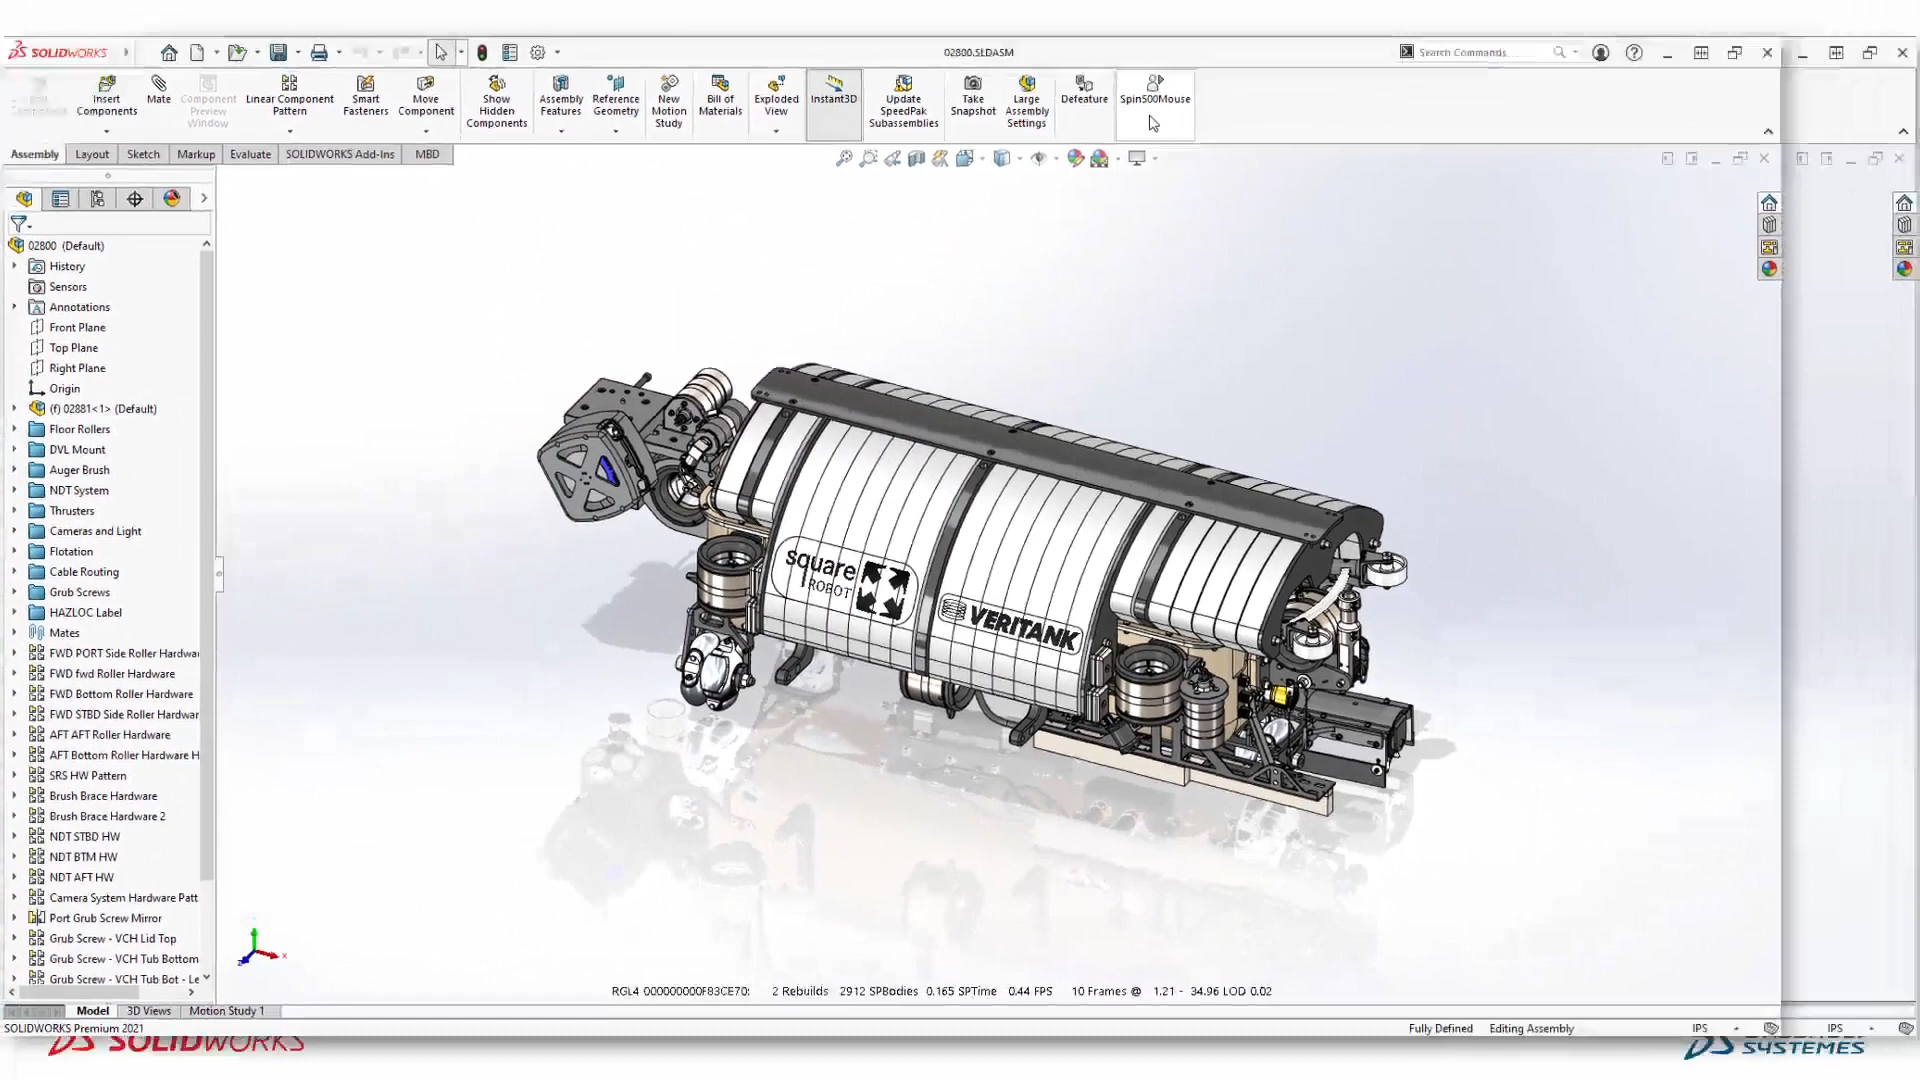 SOLIDWORKS
02800.SLDASM
Search Commands
Insert Components
Mate
Component Preview Window
Linear Component Pattern
Smart Fasteners
Move Component
Show Hidden Components
Assembly Features
Reference Geometry
New Motion Study
Bill of Materials
Exploded View
Instant3D
Update SpeedPak Subassemblies
Take Snapshot
Large Assembly Settings
Defeature
Spin500Mouse
Assembly Layout Sketch Markup Evaluate SOLIDWORKS Add-Ins MBD
02800 (Default)
History
Sensors
Annotations
Front Plane
Top Plane
Right Plane
Origin
(f) 02881<1> (Default)
Floor Rollers
DVL Mount
Auger Brush
NDT System
Thrusters
Cameras and Light
Flotation
Cable Routing
Grub Screws
HAZLOC Label
Mates
FWD PORT Side Roller Hardwa
FWD fwd Roller Hardware
FWD Bottom Roller Hardware
FWD STBD Side Roller Hardwar
AFT AFT Roller Hardware
AFT Bottom Roller Hardware H
SRS HW Pattern
Brush Brace Hardware
Brush Brace Hardware 2
NDT STBD HW
NDT BTM HW
NDT AFT HW
Camera System Hardware Patt
Port Grub Screw Mirror
Grub Screw - VCH Lid Top
Grub Screw - VCH Tub Bottom
Grub Screw - VCH Tub Bot - Le
square
ROBOT
VERITANK
RGL4 000000000F83CE70: 2 Rebuilds 2912 SPBodies 0.165 SPTime 0.44 FPS 10 Frames @ 1.21 - 34.96 LOD 0.02
Model 3D Views Motion Study 1
SOLIDWORKS Premium 2021
Fully Defined Editing Assembly IPS IPS
SOLIDWORKS
SYSTEMES